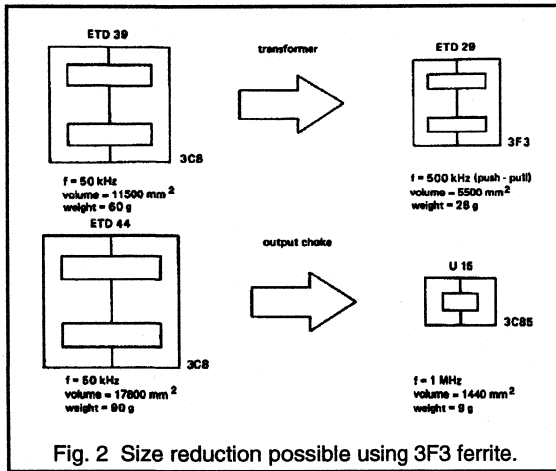 ETD 39
transformer
ETD 29
3C8
3F3
f = 50 kHz
volume = 11500 mm²
weight = 60 g
f = 500 kHz (push - pull)
volume = 5500 mm²
weight = 28 g
ETD 44
output choke
U 15
3C8
3C85
f = 50 kHz
volume = 17800 mm²
weight = 90 g
f = 1 MHz
volume = 1440 mm²
weight = 9 g
Fig. 2 Size reduction possible using 3F3 ferrite.